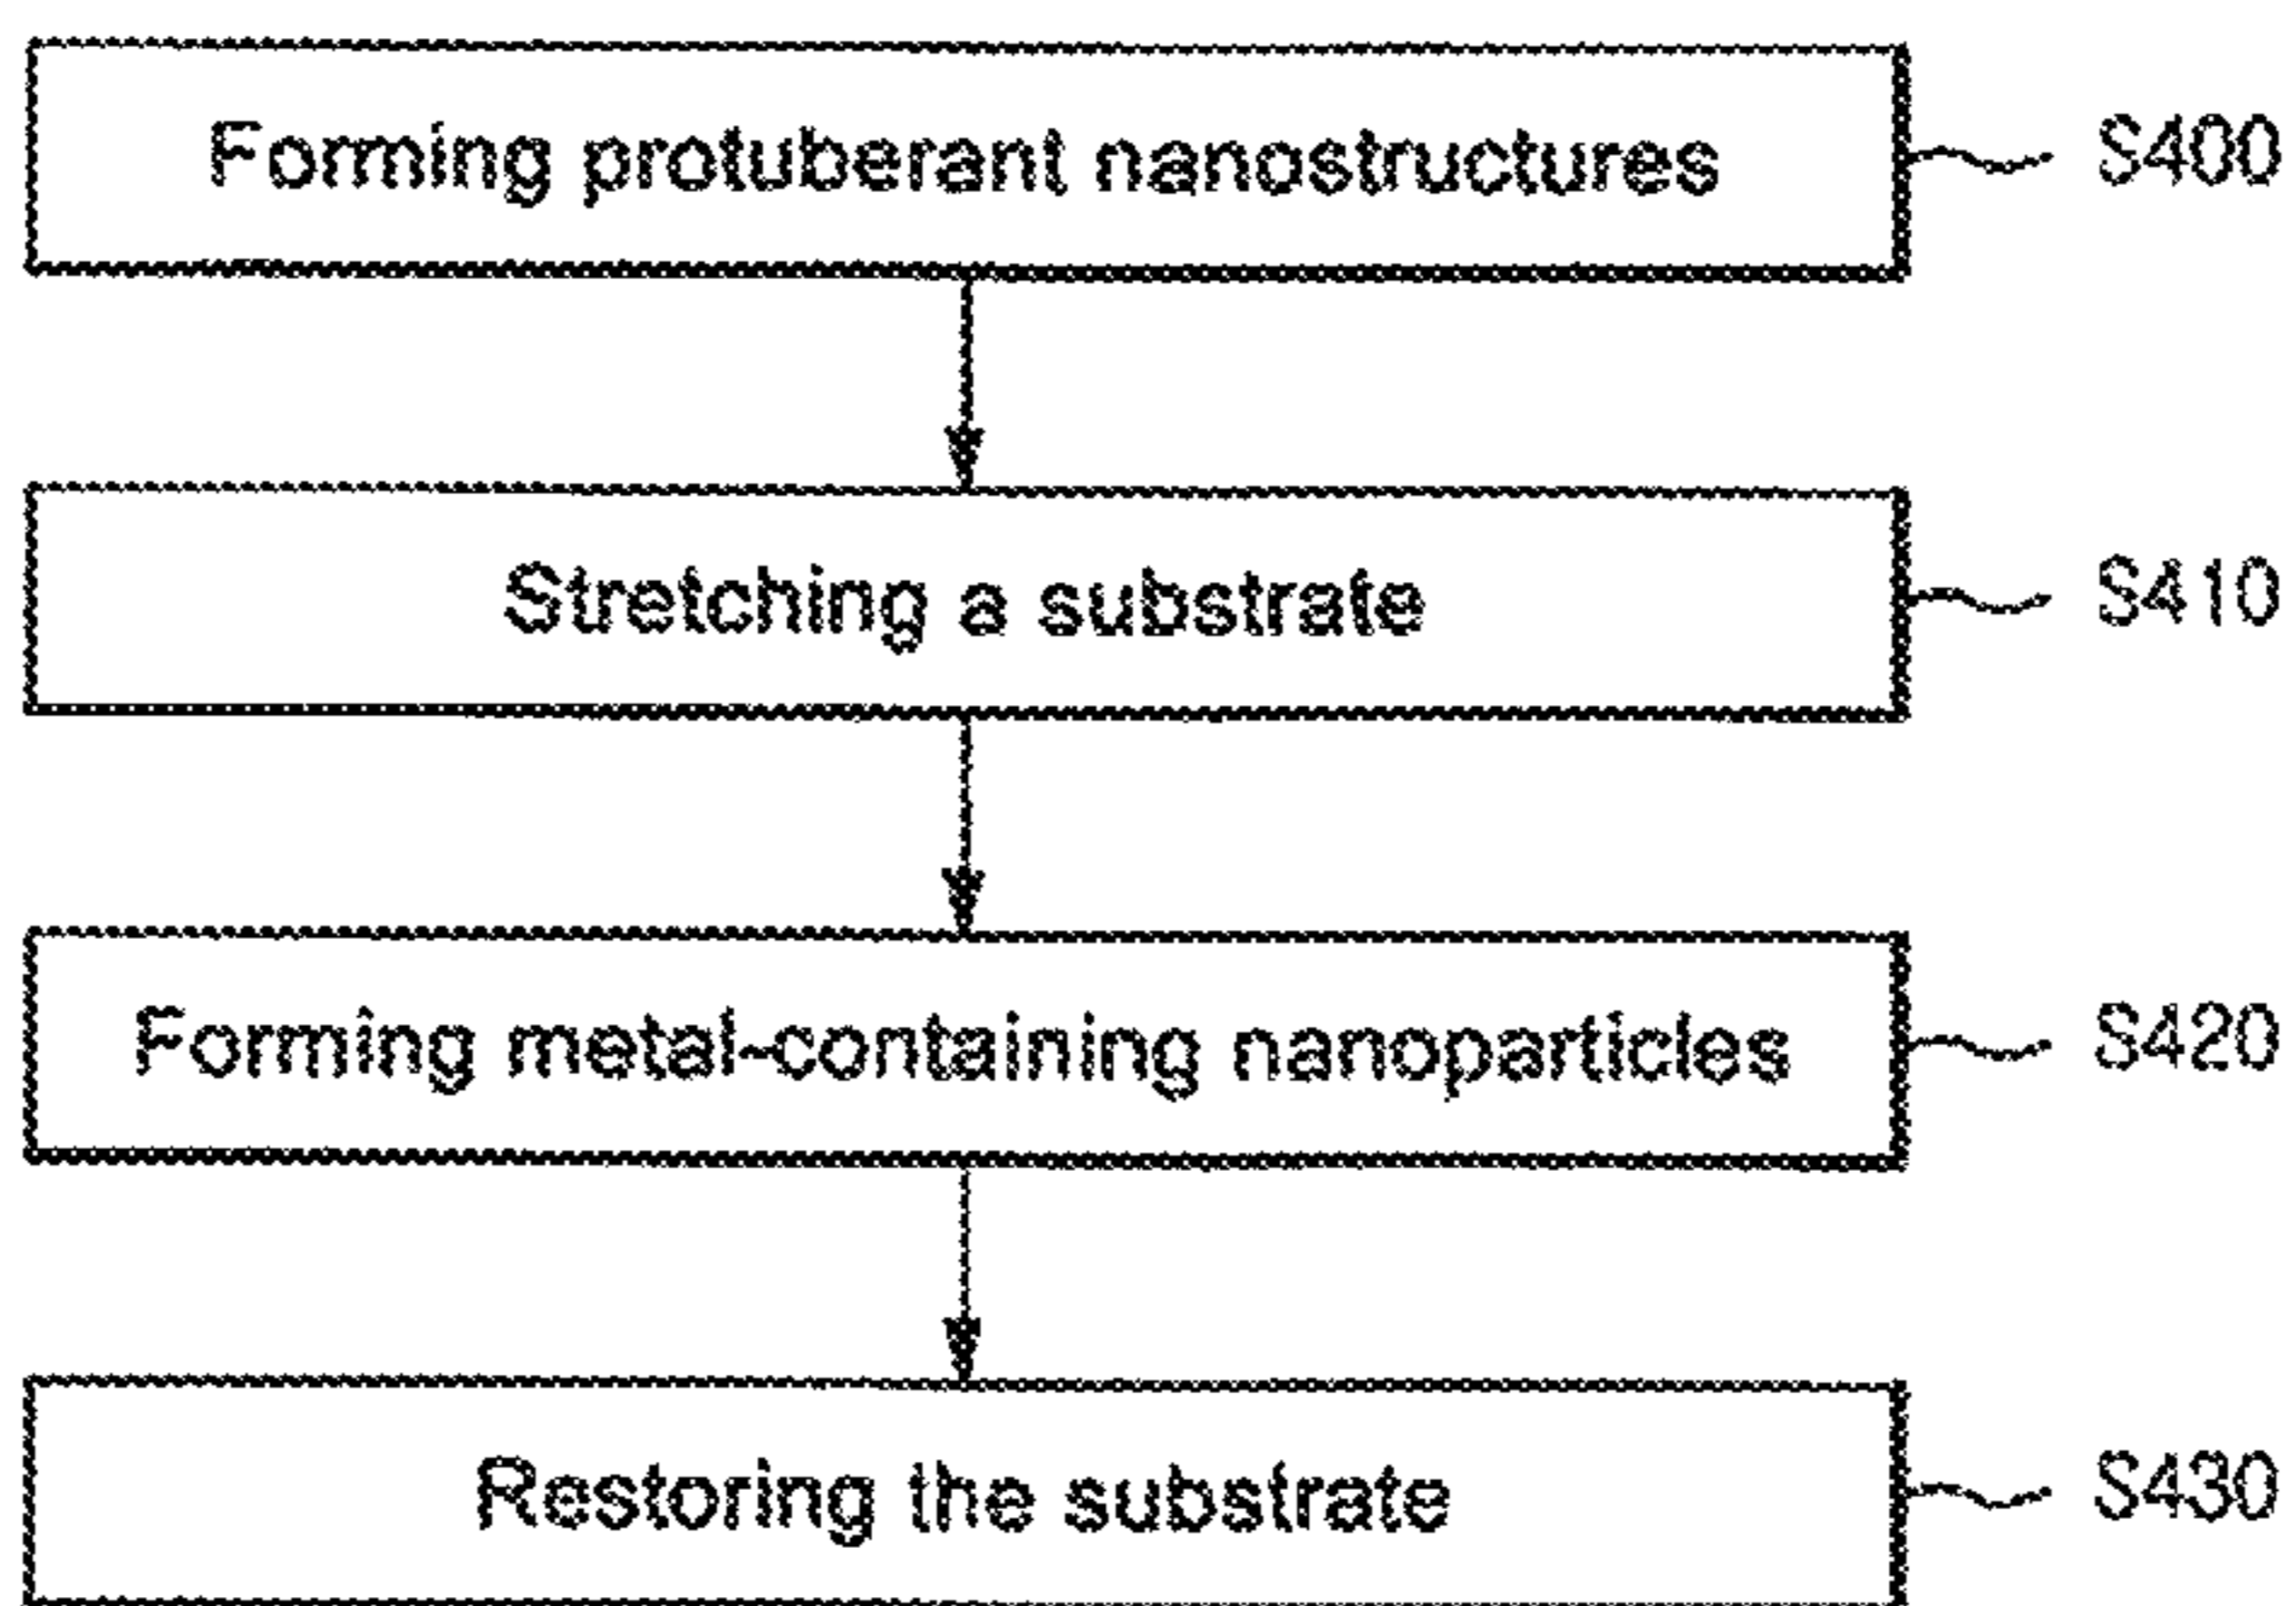 Forming protuberant nanostructures S400
Stretching a substrate S410
Forming metal-containing nanoparticles S420
Restoring the substrate S430